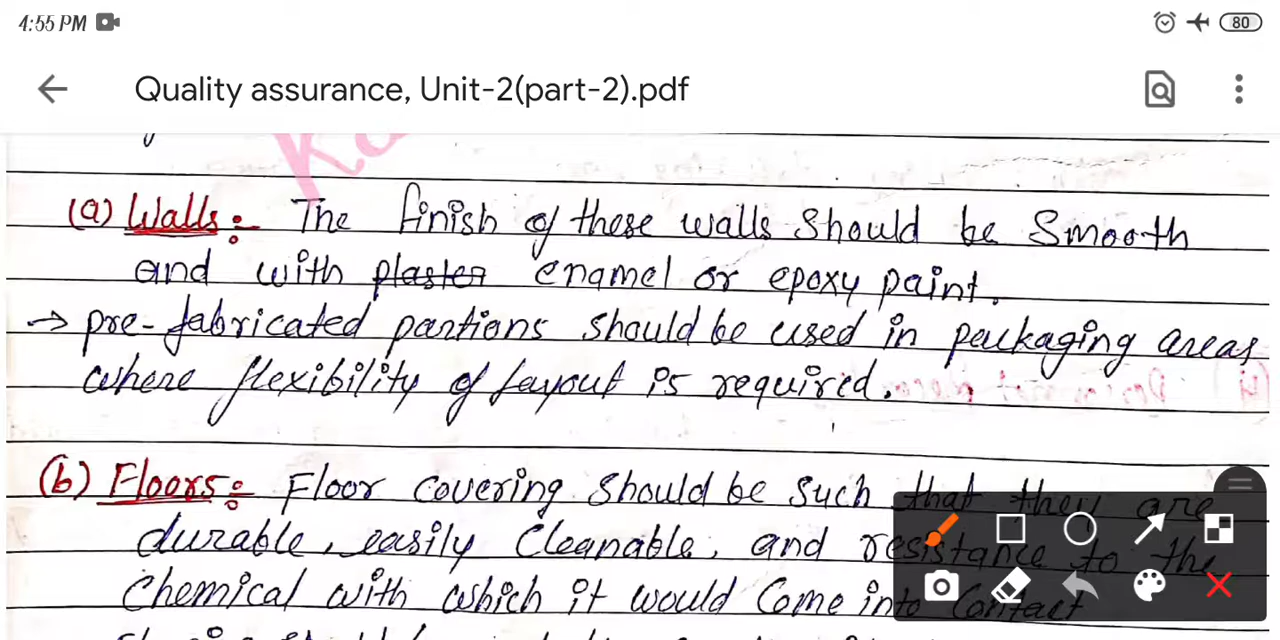 4:55 PM
80
Quality assurance, Unit-2(part-2).pdf
(a) Walls :- The finish of these walls should be Smooth
and with plaster enamel or epoxy paint.
→ pre-fabricated partions should be used in packaging areas
where flexibility of layout is required.
(b) Floors :- Floor covering should be such that they are
durable, easily Cleanable, and resistance to the
Chemical with which it would Come into Contact